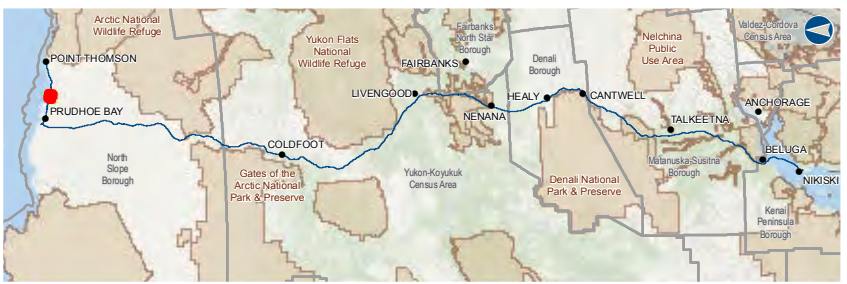 Arctic National
Wildlife Refuge
Yukon Flats
National
Wildlife Refuge
Fairbanks
North Star
Borough
Nelchina
Public
Use Area
Valdez-Cordova
Census Area
POINT THOMSON
FAIRBANKS
Denali
Borough
LIVENGOOD
HEALY
CANTWELL
ANCHORAGE
PRUDHOE BAY
NENANA
TALKEETNA
COLDFOOT
BELUGA
North
Slope
Borough
Gates of the
Arctic National
Park & Preserve
Yukon-Koyukuk
Census Area
Denali National
Park & Preserve
Matanuska-Susitna
Borough
NIKISKI
Kenai
Peninsula
Borough